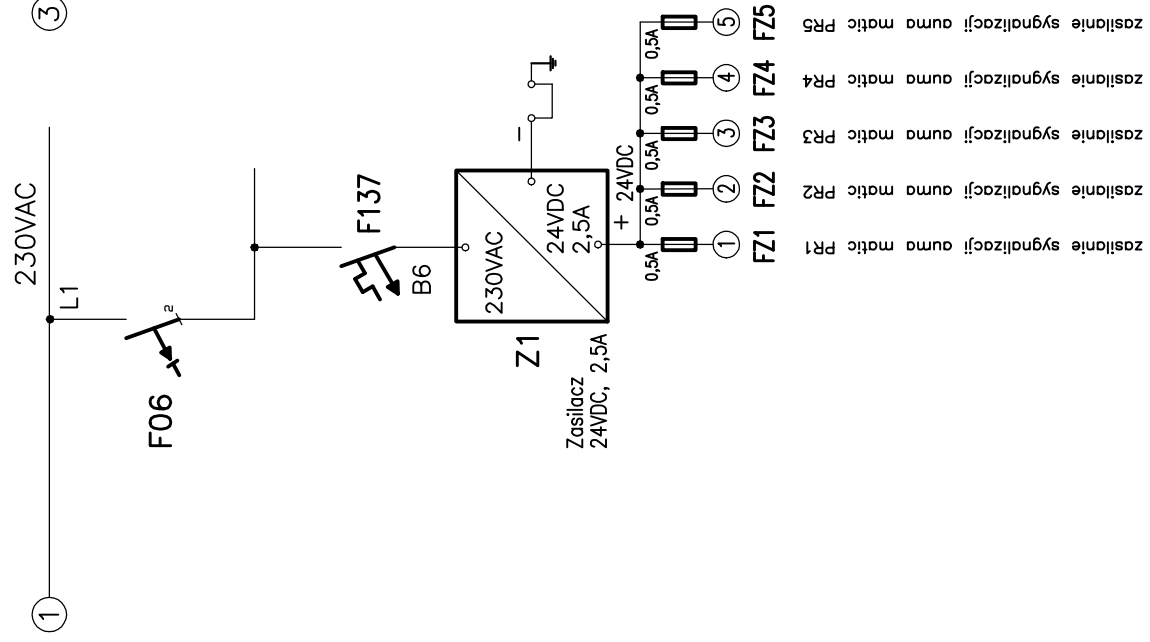 3
230VAC
L1
1
2
F06
F137
B6
230VAC
24VDC
2,5A
Z1
Zasilacz
24VDC, 2,5A
–
+ 24VDC
0,5A
1
FZ1
zasilanie sygnalizacji auma matic PR1
0,5A
2
FZ2
zasilanie sygnalizacji auma matic PR2
0,5A
3
FZ3
zasilanie sygnalizacji auma matic PR3
0,5A
4
FZ4
zasilanie sygnalizacji auma matic PR4
0,5A
5
FZ5
zasilanie sygnalizacji auma matic PR5